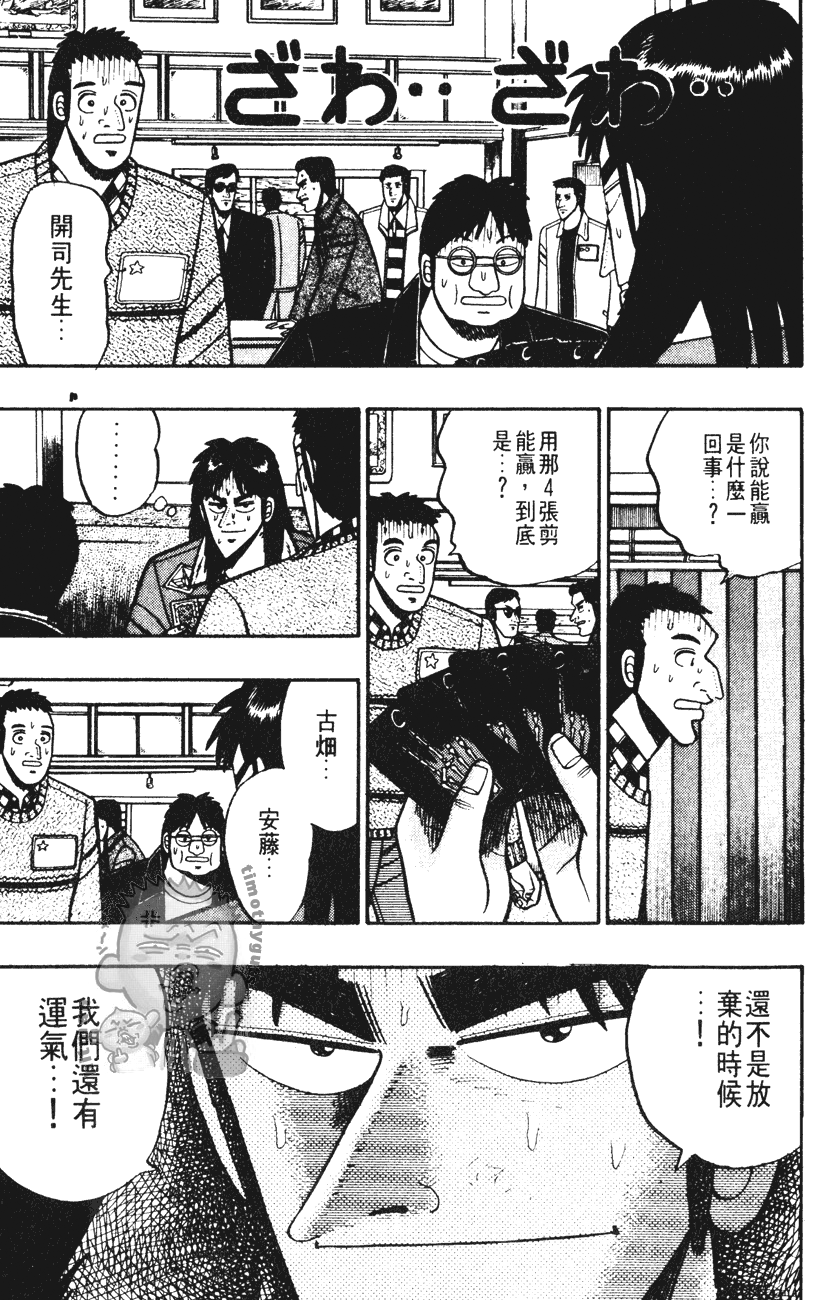 ざわ‥ざわ‥
開司先生⋯
你說能贏
是什麼一
回事⋯?
用那4張剪
能贏,到底
是⋯?
⋯⋯⋯
古畑⋯
安藤⋯
還不是放
棄的時候
⋯!
我們還有
運氣⋯!
timothygu